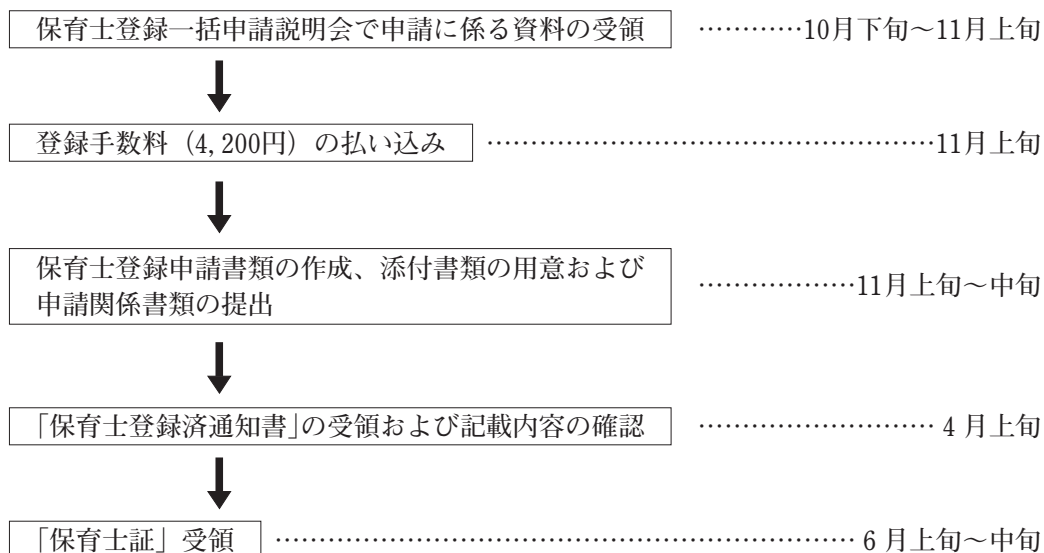 保育士登録一括申請説明会で申請に係る資料の受領 …………10月下旬〜11月上旬
登録手数料（4,200円）の払い込み ……………………………………………11月上旬
保育士登録申請書類の作成、添付書類の用意および
申請関係書類の提出 ………………11月上旬〜中旬
「保育士登録済通知書」の受領および記載内容の確認 ……………………… 4月上旬
「保育士証」受領 ………………………………………………………… 6月上旬〜中旬